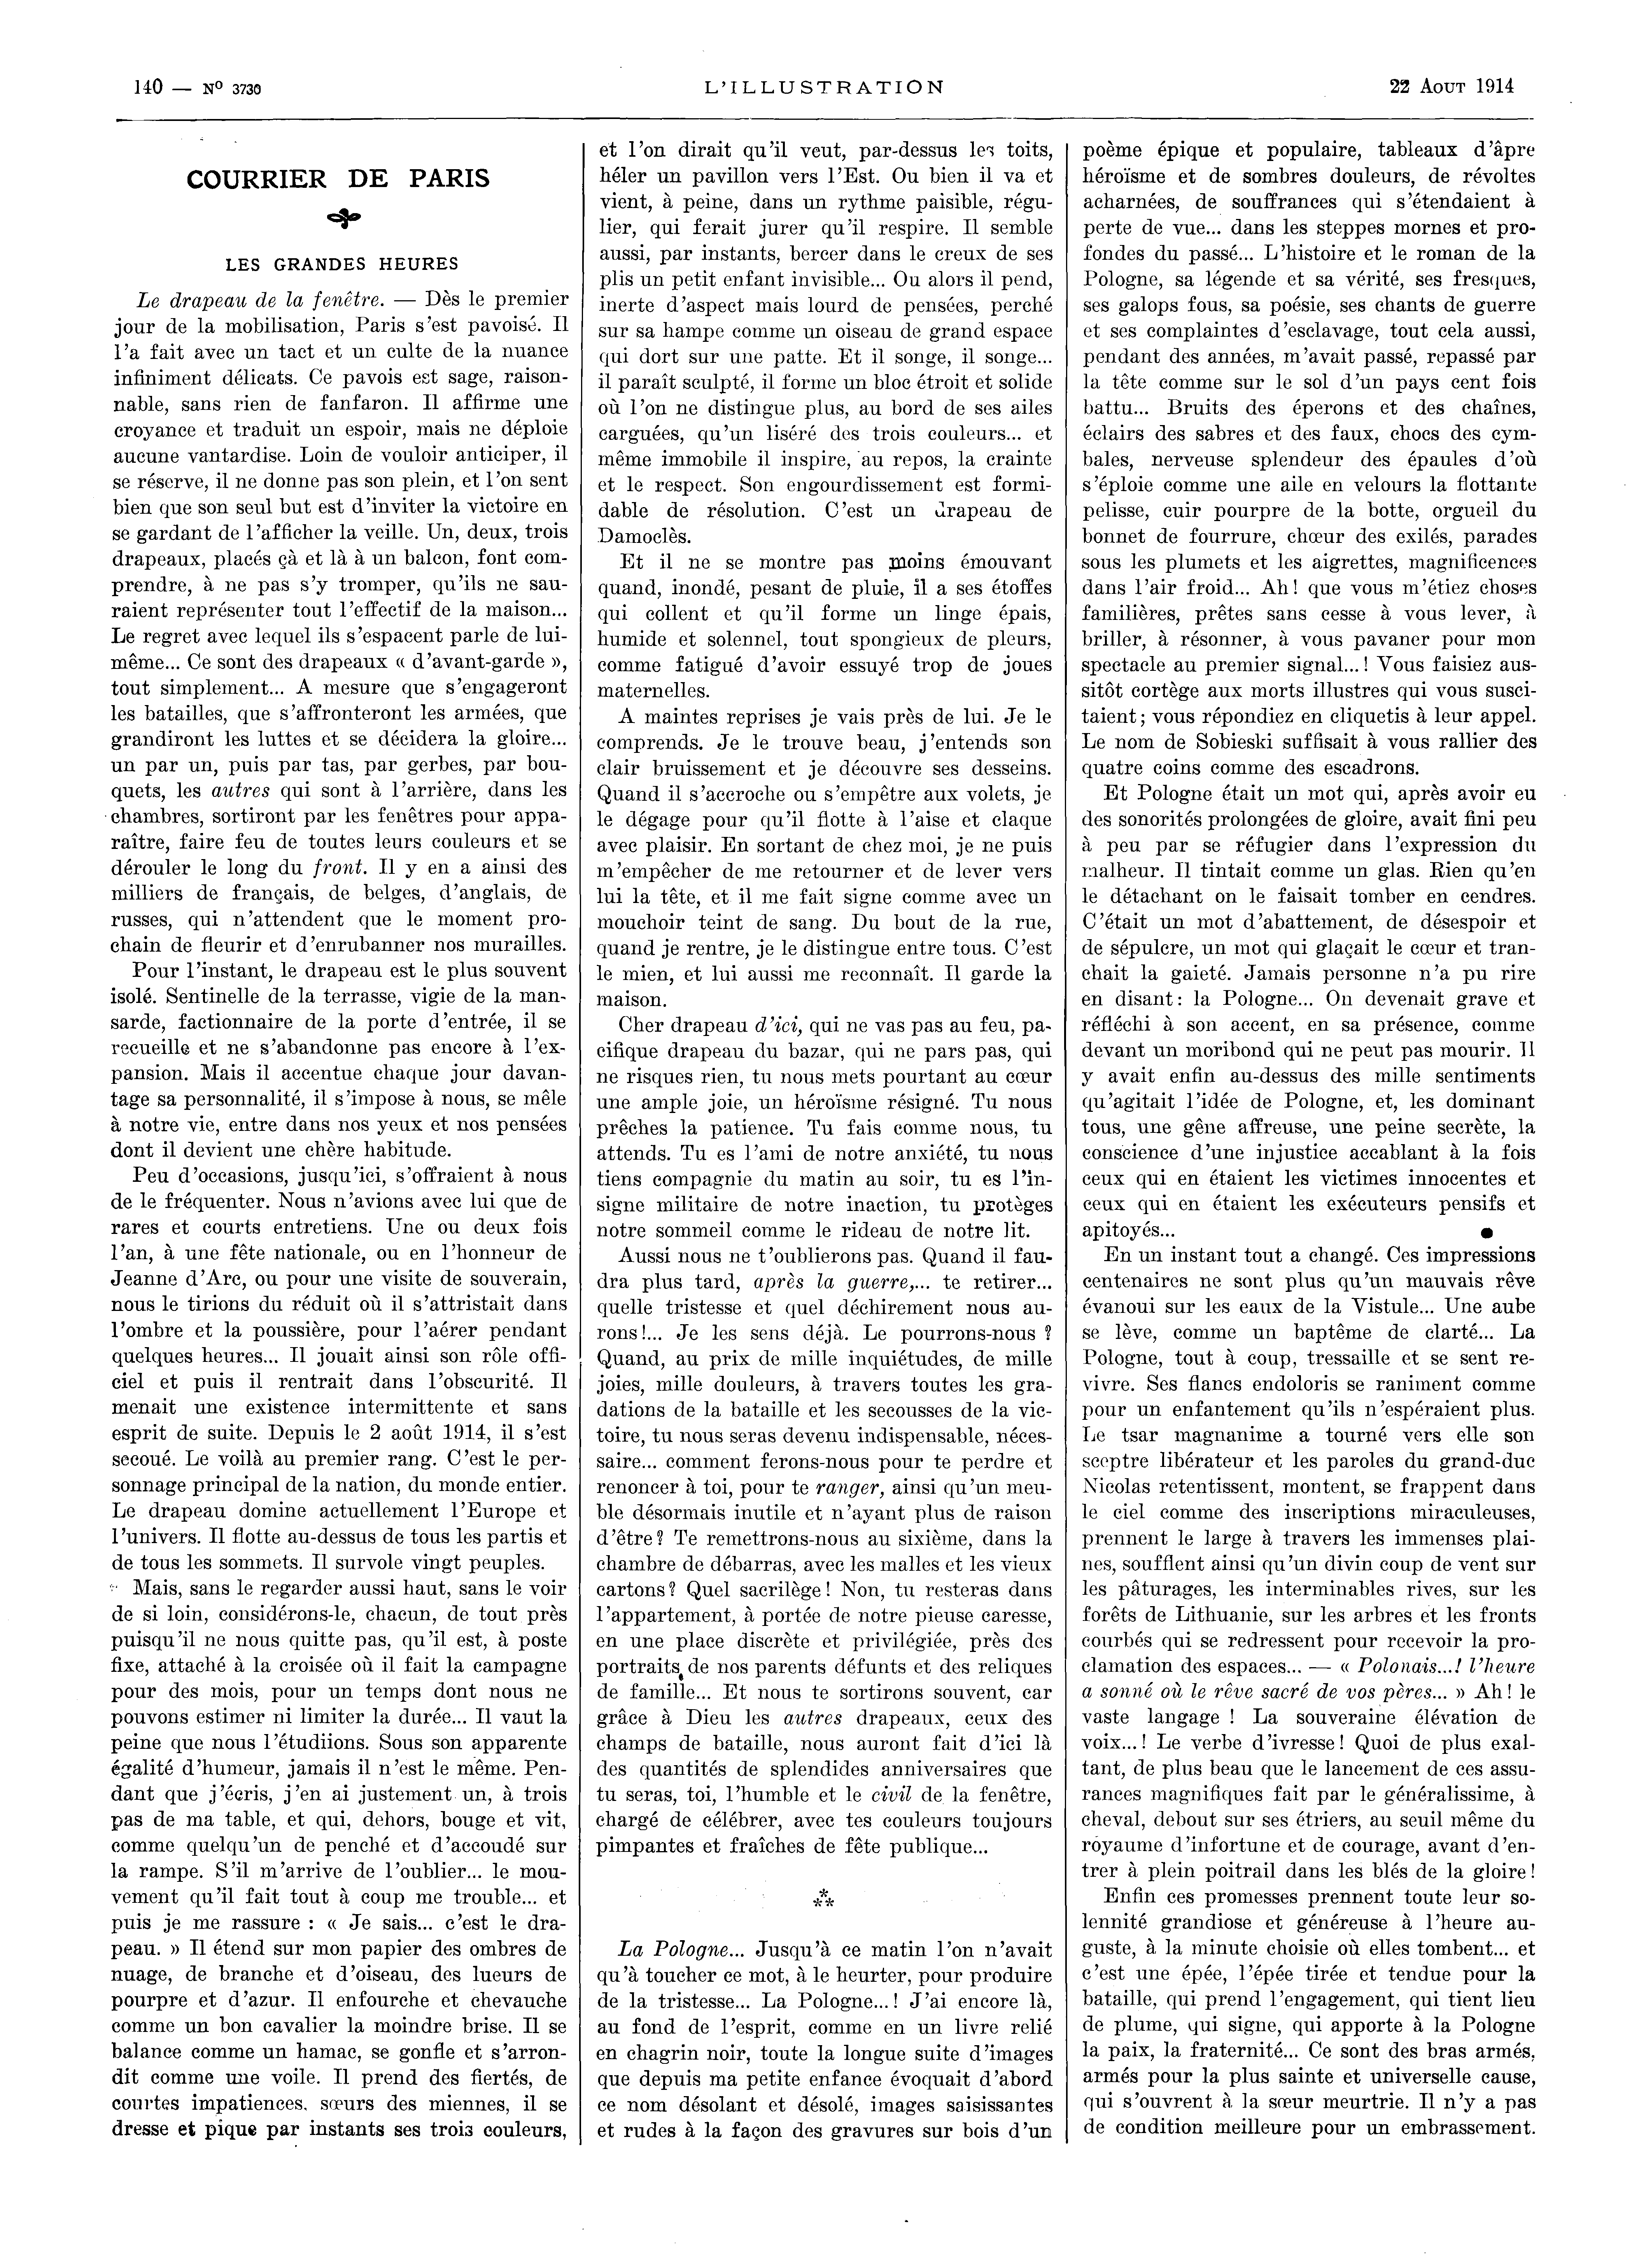 140 — N° 3730
L'ILLUSTRATION
22 AOUT 1914
COURRIER DE PARIS
LES GRANDES HEURES
Le drapeau de la fenêtre. — Dès le premier
jour de la mobilisation, Paris s'est pavoisé. Il
l'a fait avec un tact et un culte de la nuance
infiniment délicats. Ce pavois est sage, raison-
nable, sans rien de fanfaron. Il affirme une
croyance et traduit un espoir, mais ne déploie
aucune vantardise. Loin de vouloir anticiper, il
se réserve, il ne donne pas son plein, et l'on sent
bien que son seul but est d'inviter la victoire en
se gardant de l'afficher la veille. Un, deux, trois
drapeaux, placés çà et là à un balcon, font com-
prendre, à ne pas s'y tromper, qu'ils ne sau-
raient représenter tout l'effectif de la maison...
Le regret avec lequel ils s'espacent parle de lui-
même... Ce sont des drapeaux « d'avant-garde »,
tout simplement... A mesure que s'engageront
les batailles, que s'affronteront les armées, que
grandiront les luttes et se décidera la gloire...
un par un, puis par tas, par gerbes, par bou-
quets, les autres qui sont à l'arrière, dans les
chambres, sortiront par les fenêtres pour appa-
raître, faire feu de toutes leurs couleurs et se
dérouler le long du front. Il y en a ainsi des
milliers de français, de belges, d'anglais, de
russes, qui n'attendent que le moment pro-
chain de fleurir et d'enrubanner nos murailles.
Pour l'instant, le drapeau est le plus souvent
isolé. Sentinelle de la terrasse, vigie de la man-
sarde, factionnaire de la porte d'entrée, il se
recueille et ne s'abandonne pas encore à l'ex-
pansion. Mais il accentue chaque jour davan-
tage sa personnalité, il s'impose à nous, se mêle
à notre vie, entre dans nos yeux et nos pensées
dont il devient une chère habitude.
Peu d'occasions, jusqu'ici, s'offraient à nous
de le fréquenter. Nous n'avions avec lui que de
rares et courts entretiens. Une ou deux fois
l'an, à une fête nationale, ou en l'honneur de
Jeanne d'Arc, ou pour une visite de souverain,
nous le tirions du réduit où il s'attristait dans
l'ombre et la poussière, pour l'aérer pendant
quelques heures... Il jouait ainsi son rôle offi-
ciel et puis il rentrait dans l'obscurité. Il
menait une existence intermittente et sans
esprit de suite. Depuis le 2 août 1914, il s'est
secoué. Le voilà au premier rang. C'est le per-
sonnage principal de la nation, du monde entier.
Le drapeau domine actuellement l'Europe et
l'univers. Il flotte au-dessus de tous les partis et
de tous les sommets. Il survole vingt peuples.
Mais, sans le regarder aussi haut, sans le voir
de si loin, considérons-le, chacun, de tout près
puisqu'il ne nous quitte pas, qu'il est, à poste
fixe, attaché à la croisée où il fait la campagne
pour des mois, pour un temps dont nous ne
pouvons estimer ni limiter la durée... Il vaut la
peine que nous l'étudiions. Sous son apparente
égalité d'humeur, jamais il n'est le même. Pen-
dant que j'écris, j'en ai justement un, à trois
pas de ma table, et qui, dehors, bouge et vit,
comme quelqu'un de penché et d'accoudé sur
la rampe. S'il m'arrive de l'oublier... le mou-
vement qu'il fait tout à coup me trouble... et
puis je me rassure : « Je sais... c'est le dra-
peau. » Il étend sur mon papier des ombres de
nuage, de branche et d'oiseau, des lueurs de
pourpre et d'azur. Il enfourche et chevauche
comme un bon cavalier la moindre brise. Il se
balance comme un hamac, se gonfle et s'arron-
dit comme une voile. Il prend des fiertés, de
courtes impatiences, sœurs des miennes, il se
dresse et pique par instants ses trois couleurs,
et l'on dirait qu'il veut, par-dessus les toits,
héler un pavillon vers l'Est. Ou bien il va et
vient, à peine, dans un rythme paisible, régu-
lier, qui ferait jurer qu'il respire. Il semble
aussi, par instants, bercer dans le creux de ses
plis un petit enfant invisible... Ou alors il pend,
inerte d'aspect mais lourd de pensées, perché
sur sa hampe comme un oiseau de grand espace
qui dort sur une patte. Et il songe, il songe...
il paraît sculpté, il forme un bloc étroit et solide
où l'on ne distingue plus, au bord de ses ailes
carguées, qu'un liséré des trois couleurs... et
même immobile il inspire, au repos, la crainte
et le respect. Son engourdissement est formi-
dable de résolution. C'est un drapeau de
Damoclès.
Et il ne se montre pas moins émouvant
quand, inondé, pesant de pluie, il a ses étoffes
qui collent et qu'il forme un linge épais,
humide et solennel, tout spongieux de pleurs,
comme fatigué d'avoir essuyé trop de joues
maternelles.
A maintes reprises je vais près de lui. Je le
comprends. Je le trouve beau, j'entends son
clair bruissement et je découvre ses desseins.
Quand il s'accroche ou s'empêtre aux volets, je
le dégage pour qu'il flotte à l'aise et claque
avec plaisir. En sortant de chez moi, je ne puis
m'empêcher de me retourner et de lever vers
lui la tête, et il me fait signe comme avec un
mouchoir teint de sang. Du bout de la rue,
quand je rentre, je le distingue entre tous. C'est
le mien, et lui aussi me reconnaît. Il garde la
maison.
Cher drapeau d'ici, qui ne vas pas au feu, pa-
cifique drapeau du bazar, qui ne pars pas, qui
ne risques rien, tu nous mets pourtant au cœur
une ample joie, un héroïsme résigné. Tu nous
prêches la patience. Tu fais comme nous, tu
attends. Tu es l'ami de notre anxiété, tu nous
tiens compagnie du matin au soir, tu es l'in-
signe militaire de notre inaction, tu protèges
notre sommeil comme le rideau de notre lit.
Aussi nous ne t'oublierons pas. Quand il fau-
dra plus tard, après la guerre,... te retirer...
quelle tristesse et quel déchirement nous au-
rons!... Je les sens déjà. Le pourrons-nous ?
Quand, au prix de mille inquiétudes, de mille
joies, mille douleurs, à travers toutes les gra-
dations de la bataille et les secousses de la vic-
toire, tu nous seras devenu indispensable, néces-
saire... comment ferons-nous pour te perdre et
renoncer à toi, pour te ranger, ainsi qu'un meu-
ble désormais inutile et n'ayant plus de raison
d'être? Te remettrons-nous au sixième, dans la
chambre de débarras, avec les malles et les vieux
cartons? Quel sacrilège! Non, tu resteras dans
l'appartement, à portée de notre pieuse caresse,
en une place discrète et privilégiée, près des
portraits de nos parents défunts et des reliques
de famille... Et nous te sortirons souvent, car
grâce à Dieu les autres drapeaux, ceux des
champs de bataille, nous auront fait d'ici là
des quantités de splendides anniversaires que
tu seras, toi, l'humble et le civil de la fenêtre,
chargé de célébrer, avec tes couleurs toujours
pimpantes et fraîches de fête publique...
⁂
La Pologne... Jusqu'à ce matin l'on n'avait
qu'à toucher ce mot, à le heurter, pour produire
de la tristesse... La Pologne...! J'ai encore là,
au fond de l'esprit, comme en un livre relié
en chagrin noir, toute la longue suite d'images
que depuis ma petite enfance évoquait d'abord
ce nom désolant et désolé, images saisissantes
et rudes à la façon des gravures sur bois d'un
poème épique et populaire, tableaux d'âpre
héroïsme et de sombres douleurs, de révoltes
acharnées, de souffrances qui s'étendaient à
perte de vue... dans les steppes mornes et pro-
fondes du passé... L'histoire et le roman de la
Pologne, sa légende et sa vérité, ses fresques,
ses galops fous, sa poésie, ses chants de guerre
et ses complaintes d'esclavage, tout cela aussi,
pendant des années, m'avait passé, repassé par
la tête comme sur le sol d'un pays cent fois
battu... Bruits des éperons et des chaînes,
éclairs des sabres et des faux, chocs des cym-
bales, nerveuse splendeur des épaules d'où
s'éploie comme une aile en velours la flottante
pelisse, cuir pourpre de la botte, orgueil du
bonnet de fourrure, chœur des exilés, parades
sous les plumets et les aigrettes, magnificences
dans l'air froid... Ah! que vous m'étiez choses
familières, prêtes sans cesse à vous lever, à
briller, à résonner, à vous pavaner pour mon
spectacle au premier signal...! Vous faisiez aus-
sitôt cortège aux morts illustres qui vous susci-
taient; vous répondiez en cliquetis à leur appel.
Le nom de Sobieski suffisait à vous rallier des
quatre coins comme des escadrons.
Et Pologne était un mot qui, après avoir eu
des sonorités prolongées de gloire, avait fini peu
à peu par se réfugier dans l'expression du
malheur. Il tintait comme un glas. Rien qu'en
le détachant on le faisait tomber en cendres.
C'était un mot d'abattement, de désespoir et
de sépulcre, un mot qui glaçait le cœur et tran-
chait la gaieté. Jamais personne n'a pu rire
en disant: la Pologne... On devenait grave et
réfléchi à son accent, en sa présence, comme
devant un moribond qui ne peut pas mourir. Il
y avait enfin au-dessus des mille sentiments
qu'agitait l'idée de Pologne, et, les dominant
tous, une gêne affreuse, une peine secrète, la
conscience d'une injustice accablant à la fois
ceux qui en étaient les victimes innocentes et
ceux qui en étaient les exécuteurs pensifs et
apitoyés...
En un instant tout a changé. Ces impressions
centenaires ne sont plus qu'un mauvais rêve
évanoui sur les eaux de la Vistule... Une aube
se lève, comme un baptême de clarté... La
Pologne, tout à coup, tressaille et se sent re-
vivre. Ses flancs endoloris se raniment comme
pour un enfantement qu'ils n'espéraient plus.
Le tsar magnanime a tourné vers elle son
sceptre libérateur et les paroles du grand-duc
Nicolas retentissent, montent, se frappent dans
le ciel comme des inscriptions miraculeuses,
prennent le large à travers les immenses plai-
nes, soufflent ainsi qu'un divin coup de vent sur
les pâturages, les interminables rives, sur les
forêts de Lithuanie, sur les arbres et les fronts
courbés qui se redressent pour recevoir la pro-
clamation des espaces... — « Polonais...! l'heure
a sonné où le rêve sacré de vos pères... » Ah! le
vaste langage ! La souveraine élévation de
voix...! Le verbe d'ivresse! Quoi de plus exal-
tant, de plus beau que le lancement de ces assu-
rances magnifiques fait par le généralissime, à
cheval, debout sur ses étriers, au seuil même du
royaume d'infortune et de courage, avant d'en-
trer à plein poitrail dans les blés de la gloire!
Enfin ces promesses prennent toute leur so-
lennité grandiose et généreuse à l'heure au-
guste, à la minute choisie où elles tombent... et
c'est une épée, l'épée tirée et tendue pour la
bataille, qui prend l'engagement, qui tient lieu
de plume, qui signe, qui apporte à la Pologne
la paix, la fraternité... Ce sont des bras armés,
armés pour la plus sainte et universelle cause,
qui s'ouvrent à la sœur meurtrie. Il n'y a pas
de condition meilleure pour un embrassement.